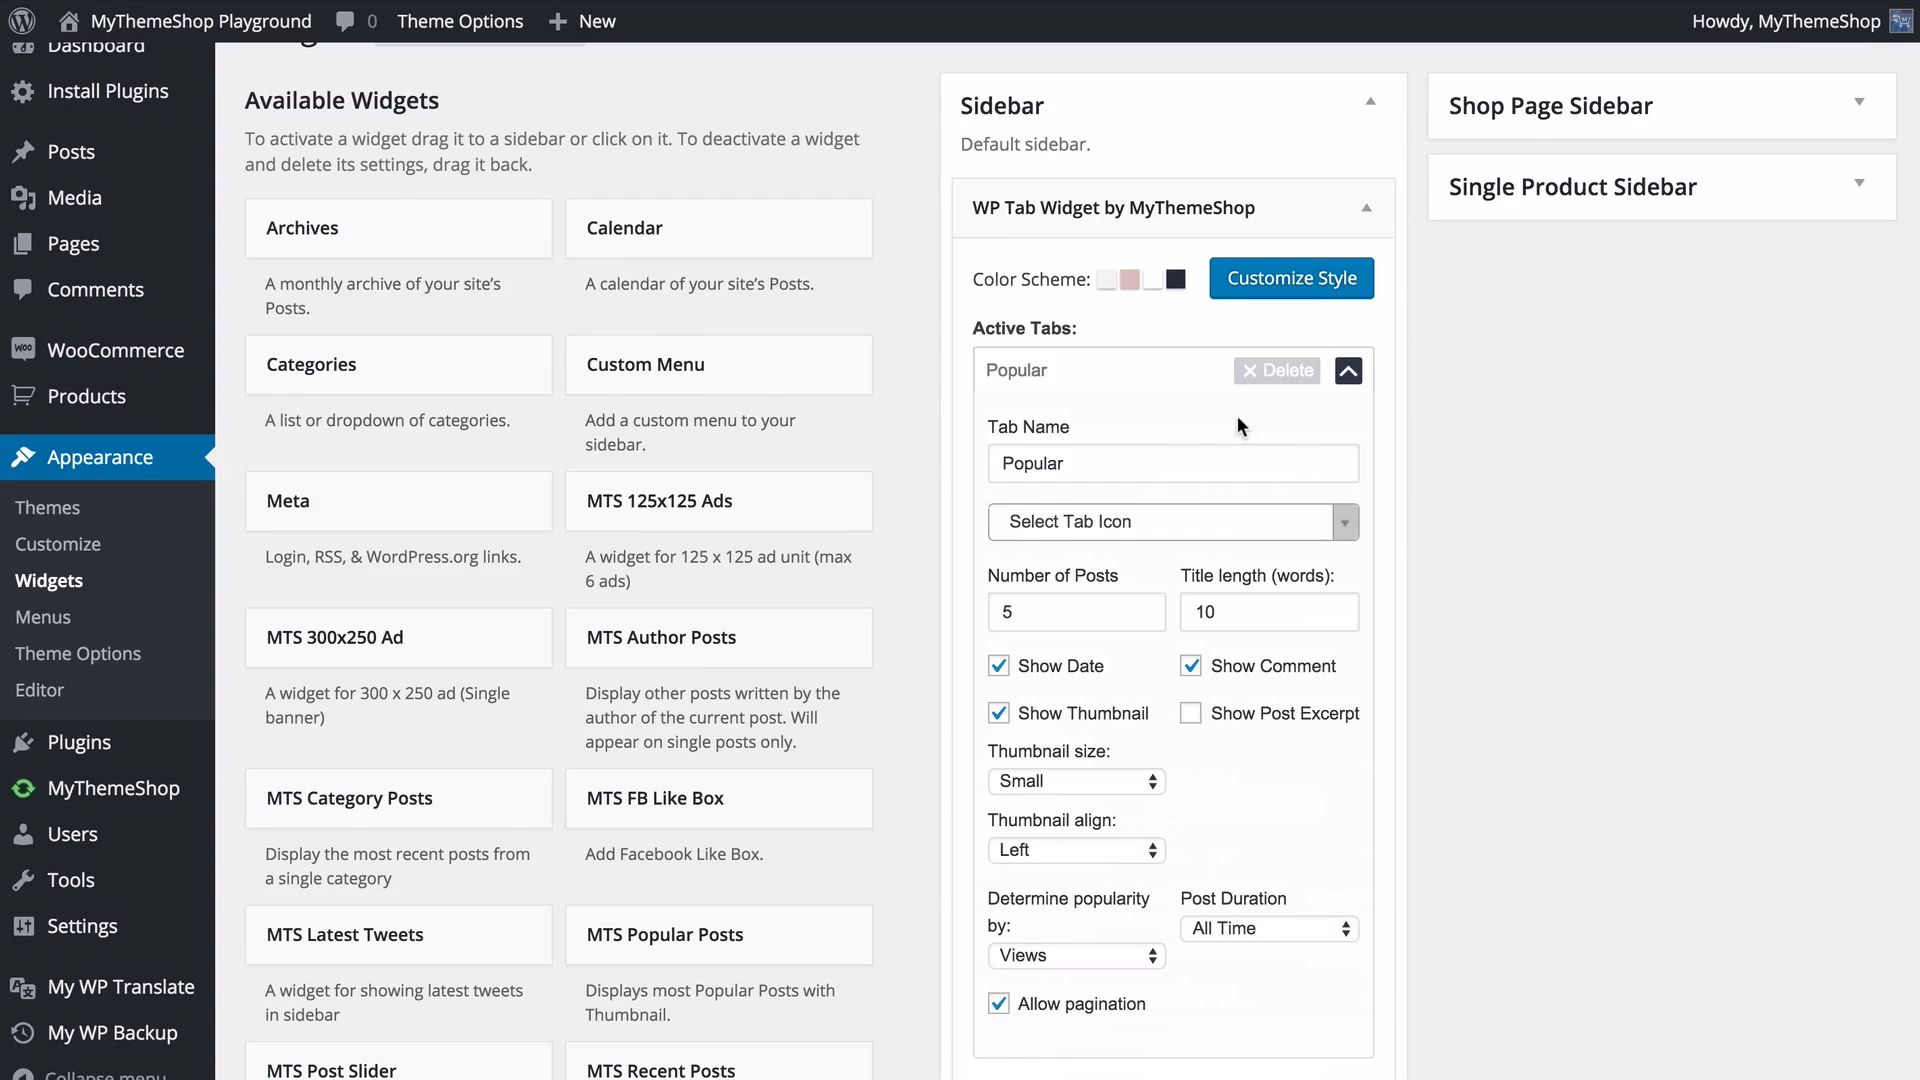 MyThemeShop Playground
0
Theme Options
New
Howdy, MyThemeShop
Dashboard
Install Plugins
Posts
Media
Pages
Comments
WooCommerce
Products
Appearance
Themes
Customize
Widgets
Menus
Theme Options
Editor
Plugins
MyThemeShop
Users
Tools
Settings
My WP Translate
My WP Backup
Collapse menu
Available Widgets
To activate a widget drag it to a sidebar or click on it. To deactivate a widget
and delete its settings, drag it back.
Archives
A monthly archive of your site's
Posts.
Calendar
A calendar of your site's Posts.
Categories
A list or dropdown of categories.
Custom Menu
Add a custom menu to your
sidebar.
Meta
Login, RSS, & WordPress.org links.
MTS 125x125 Ads
A widget for 125 x 125 ad unit (max
6 ads)
MTS 300x250 Ad
A widget for 300 x 250 ad (Single
banner)
MTS Author Posts
Display other posts written by the
author of the current post. Will
appear on single posts only.
MTS Category Posts
Display the most recent posts from
a single category
MTS FB Like Box
Add Facebook Like Box.
MTS Latest Tweets
A widget for showing latest tweets
in sidebar
MTS Popular Posts
Displays most Popular Posts with
Thumbnail.
MTS Post Slider
MTS Recent Posts
Sidebar
Default sidebar.
WP Tab Widget by MyThemeShop
Color Scheme:
Customize Style
Active Tabs:
Popular
Delete
Tab Name
Popular
Select Tab Icon
Number of Posts
Title length (words):
5
10
Show Date
Show Comment
Show Thumbnail
Show Post Excerpt
Thumbnail size:
Small
Thumbnail align:
Left
Determine popularity
by:
Views
Post Duration
All Time
Allow pagination
Shop Page Sidebar
Single Product Sidebar